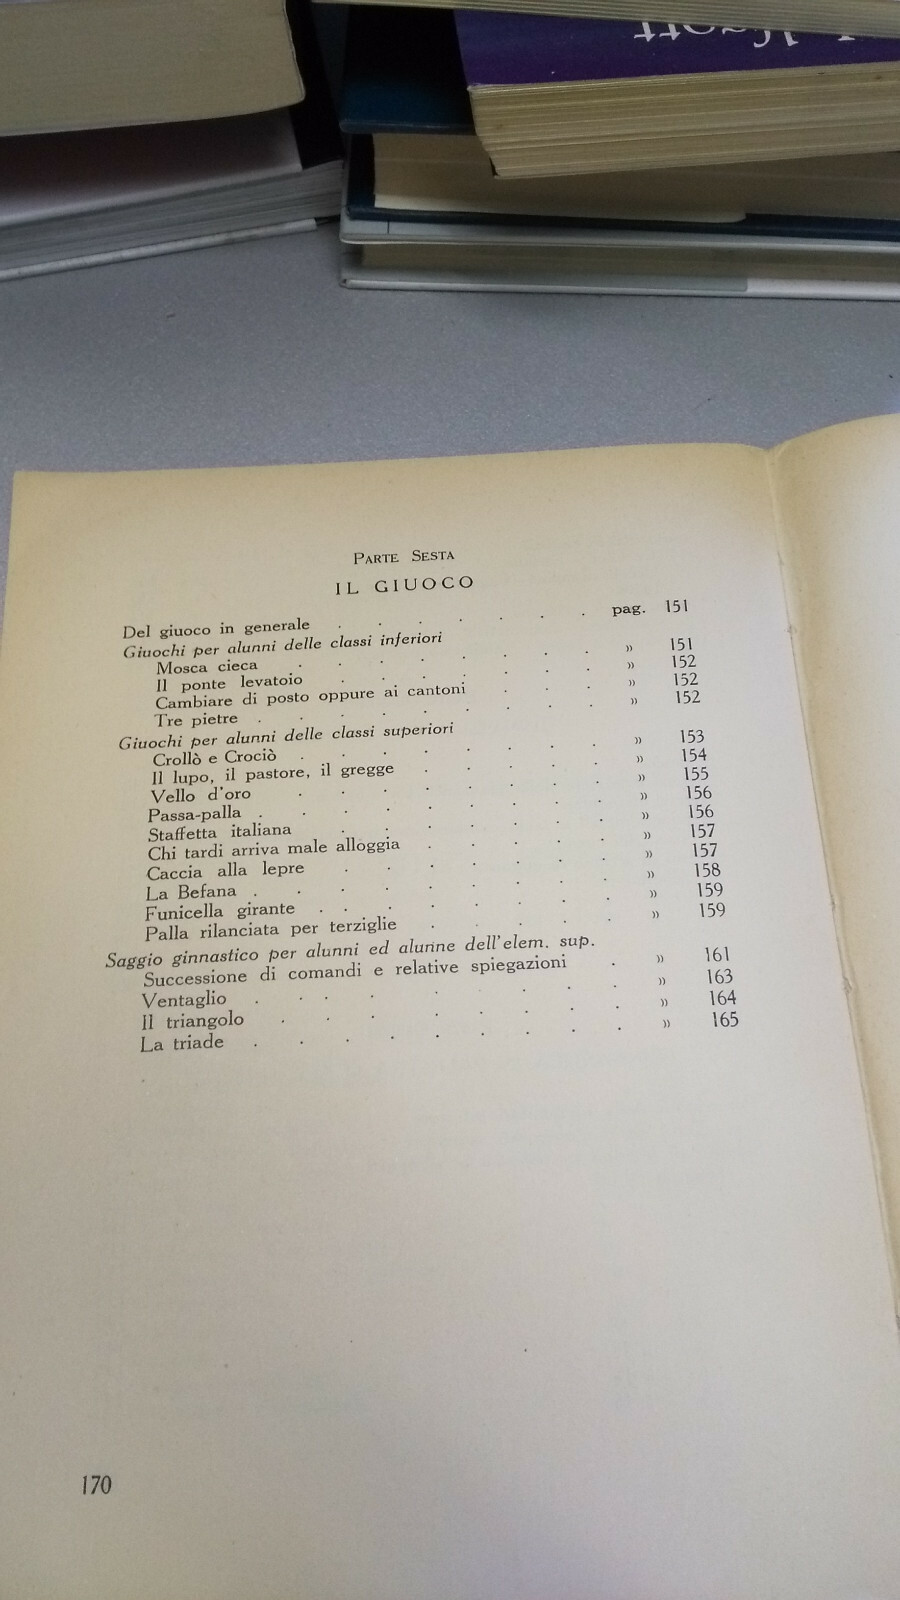 Parte Sesta
IL GIUOCO
Del giuoco in generale . . . . . . . pag. 151
Giuochi per alunni delle classi inferiori
Mosca cieca . . . . . . . . » 151
Il ponte levatoio . . . . . . . » 152
Cambiare di posto oppure ai cantoni . . . » 152
Tre pietre . . . . . . . . . » 152
Giuochi per alunni delle classi superiori
Crollò e Crociò . . . . . . . . » 153
Il lupo, il pastore, il gregge . . . . . » 154
Vello d'oro . . . . . . . . » 155
Passa-palla . . . . . . . . . » 156
Staffetta italiana . . . . . . . » 156
Chi tardi arriva male alloggia . . . . . » 157
Caccia alla lepre . . . . . . . » 157
La Befana . . . . . . . . . » 158
Funicella girante . . . . . . . . » 159
Palla rilanciata per terziglie . . . . . » 159
Saggio ginnastico per alunni ed alunne dell'elem. sup.
Successione di comandi e relative spiegazioni . » 161
Ventaglio . . . . . . . . . » 163
Il triangolo . . . . . . . . » 164
La triade . . . . . . . . . » 165
170